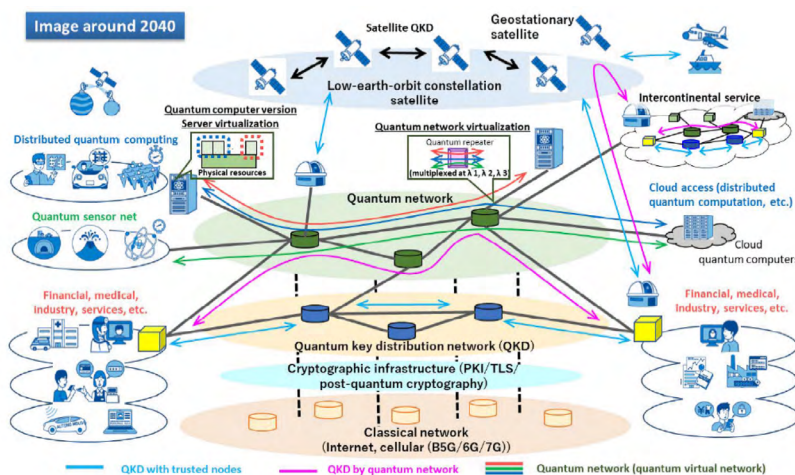 Image around 2040
Satellite QKD
Geostationary
satellite
Low-earth-orbit constellation
satellite
Quantum computer version
Server virtualization
Physical resources
Quantum network virtualization
Quantum repeater
(multiplexed at λ 1, λ 2, λ 3)
Intercontinental service
Distributed quantum computing
Quantum network
Cloud access (distributed
quantum computation, etc.)
Quantum sensor net
Cloud
quantum computers
Financial, medical,
industry, services, etc.
Financial, medical,
industry, services, etc.
Quantum key distribution network (QKD)
Cryptographic infrastructure (PKI/TLS/
post-quantum cryptography)
Classical network
(Internet, cellular (B5G/6G/7G))
QKD with trusted nodes
QKD by quantum network
Quantum network (quantum virtual network)